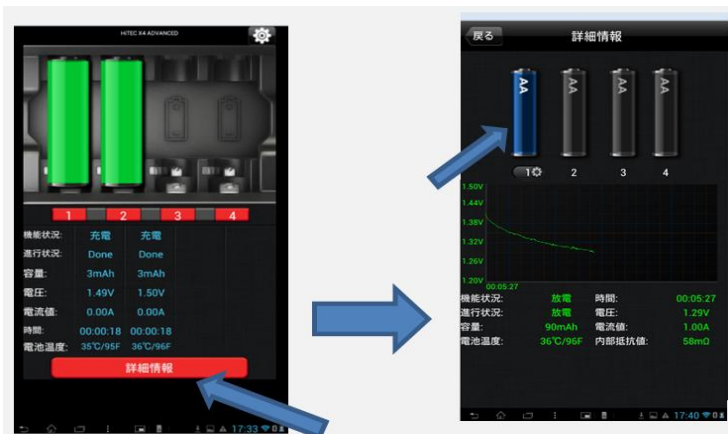 HITEC X4 ADVANCED
1 2 3 4
機能状況: 充電 充電
進行状況: Done Done
容量: 3mAh 3mAh
電圧: 1.49V 1.50V
電流値: 0.00A 0.00A
時間: 00:00:18 00:00:18
電池温度: 35℃/95F 36℃/96F
詳細情報
17:33
戻る 詳細情報
AA AA AA AA
1 2 3 4
1.50V
1.44V
1.38V
1.32V
1.26V
1.20V
00:05:27
機能状況: 放電 時間: 00:05:27
進行状況: 放電 電圧: 1.29V
容量: 90mAh 電流値: 1.00A
電池温度: 36℃/96F 内部抵抗値: 58mΩ
17:40